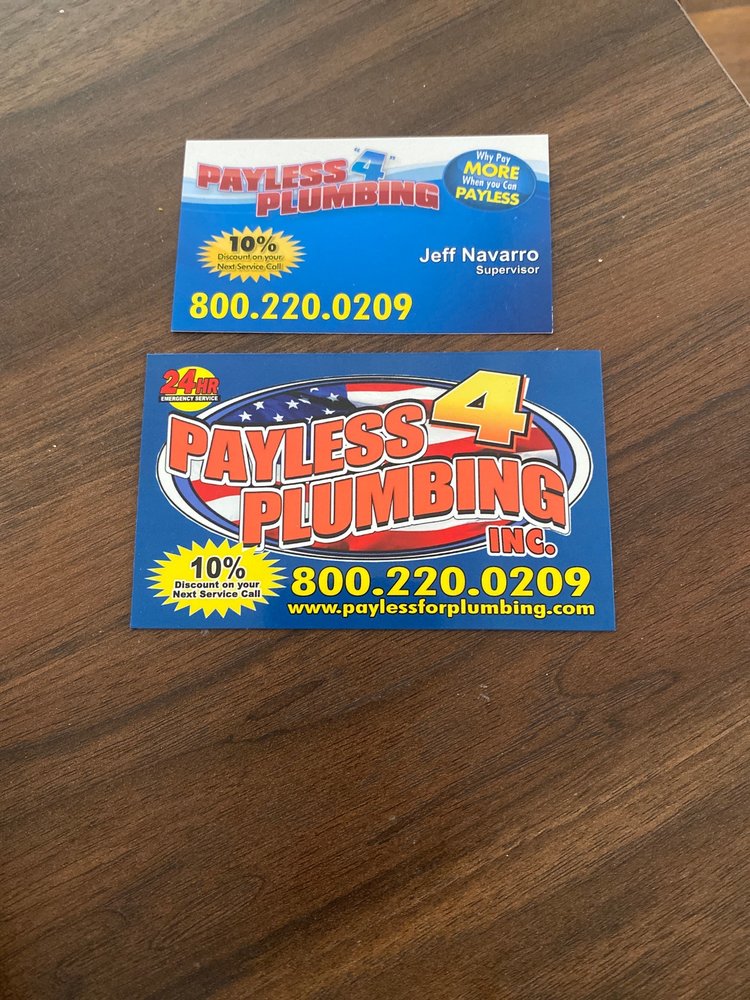 PAYLESS "4"
PLUMBING
Why Pay
MORE
When you Can
PAYLESS
10%
Discount on your
Next Service Call
Jeff Navarro
Supervisor
800.220.0209
24HR
EMERGENCY SERVICE
PAYLESS 4
PLUMBING
INC.
10%
Discount on your
Next Service Call
800.220.0209
www.paylessforplumbing.com